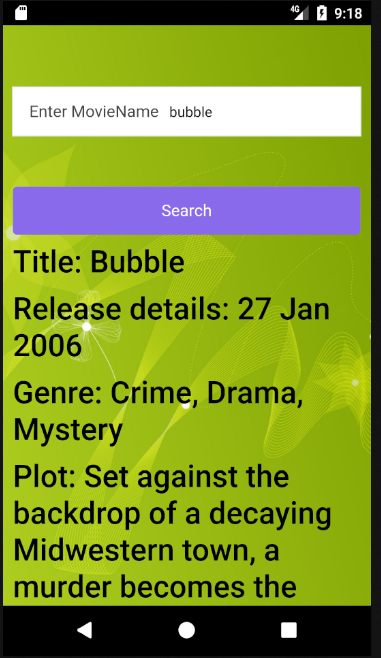 4G 9:18
Enter MovieName bubble
Search
Title: Bubble
Release details: 27 Jan
2006
Genre: Crime, Drama,
Mystery
Plot: Set against the
backdrop of a decaying
Midwestern town, a
murder becomes the